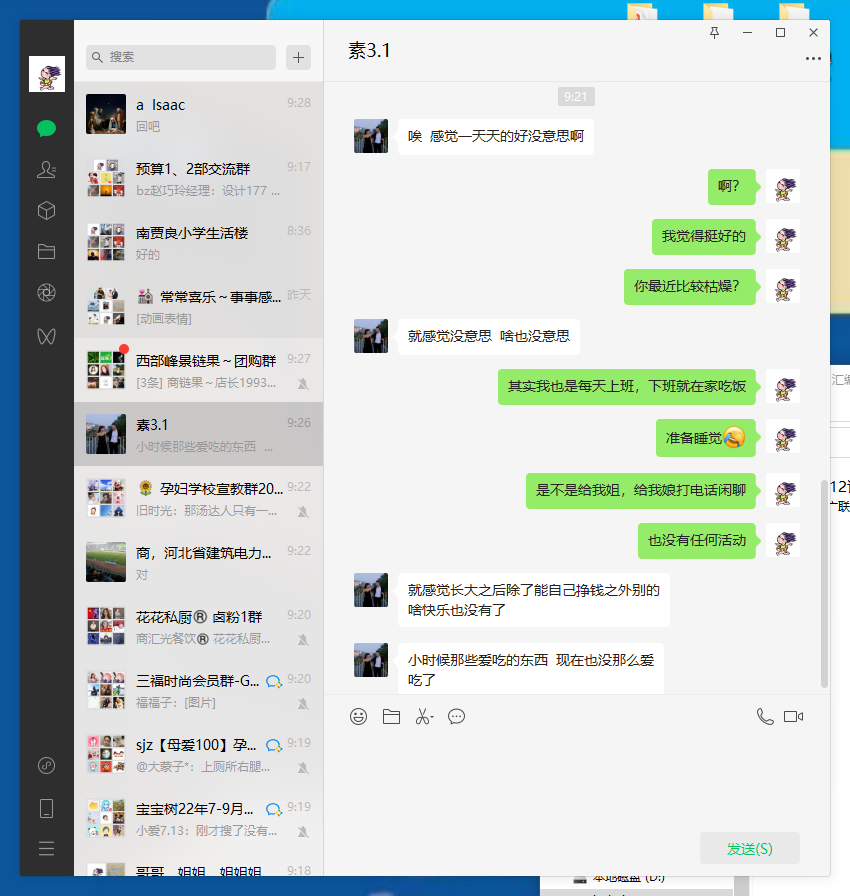 搜索
a Isaac 9:28
回吧
预算1、2部交流群 9:17
bz赵巧玲经理：设计177 ...
南贾良小学生活楼 8:36
好的
常常喜乐～事事感... 昨天
[动画表情]
西部峰景链果～团购群 9:27
[3条] 商链果～店长1993...
素3.1 9:26
小时候那些爱吃的东西 ...
孕妇学校宣教群20... 9:22
旧时光：那汤达人只有一...
商，河北省建筑电力... 9:22
对
花花私厨®️ 卤粉1群 9:20
商汇光餐饮®️ 花花私厨...
三福时尚会员群-G... 9:20
福福子：[图片]
sjz【母爱100】孕... 9:19
@大蒙子*：上厕所右腿...
宝宝树22年7-9月... 9:19
小爱7.13：刚才搜了没有...
哥哥，姐姐，姐姐姐 9:18
素3.1
9:21
唉 感觉一天天的好没意思啊
啊?
我觉得挺好的
你最近比较枯燥?
就感觉没意思 啥也没意思
其实我也是每天上班，下班就在家吃饭
准备睡觉
是不是给我姐，给我娘打电话闲聊
也没有任何活动
就感觉长大之后除了能自己挣钱之外别的
啥快乐也没有了
小时候那些爱吃的东西 现在也没那么爱
吃了
发送(S)
汇编
本地磁盘 (D:)